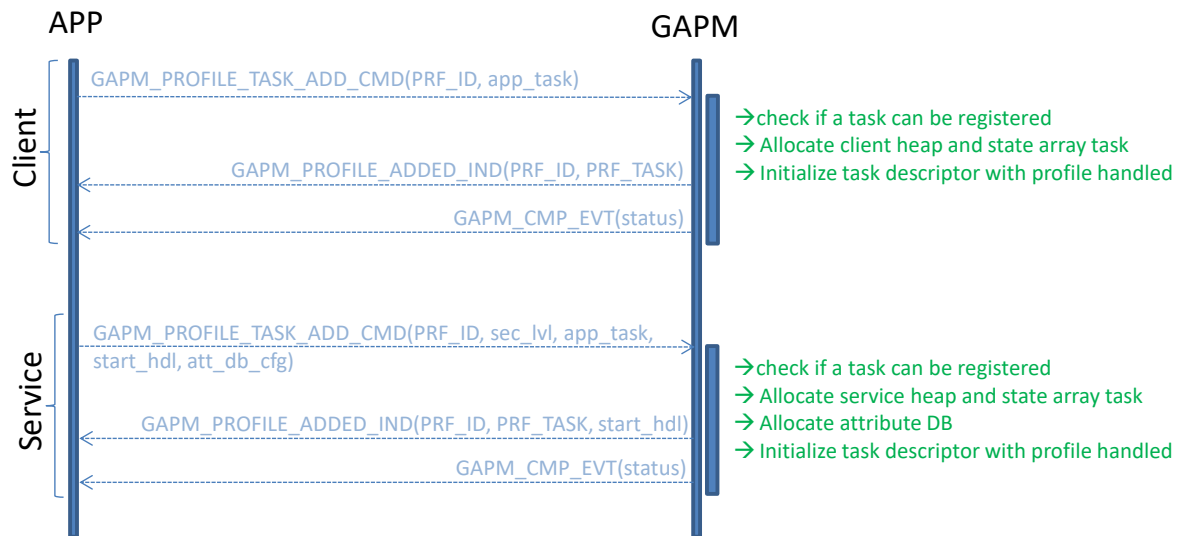 APP
GAPM
Client
GAPM_PROFILE_TASK_ADD_CMD(PRF_ID, app_task)
→check if a task can be registered
→ Allocate client heap and state array task
→ Initialize task descriptor with profile handled
GAPM_PROFILE_ADDED_IND(PRF_ID, PRF_TASK)
GAPM_CMP_EVT(status)
Service
GAPM_PROFILE_TASK_ADD_CMD(PRF_ID, sec_lvl, app_task,
start_hdl, att_db_cfg)
→check if a task can be registered
→ Allocate service heap and state array task
→ Allocate attribute DB
→ Initialize task descriptor with profile handled
GAPM_PROFILE_ADDED_IND(PRF_ID, PRF_TASK, start_hdl)
GAPM_CMP_EVT(status)